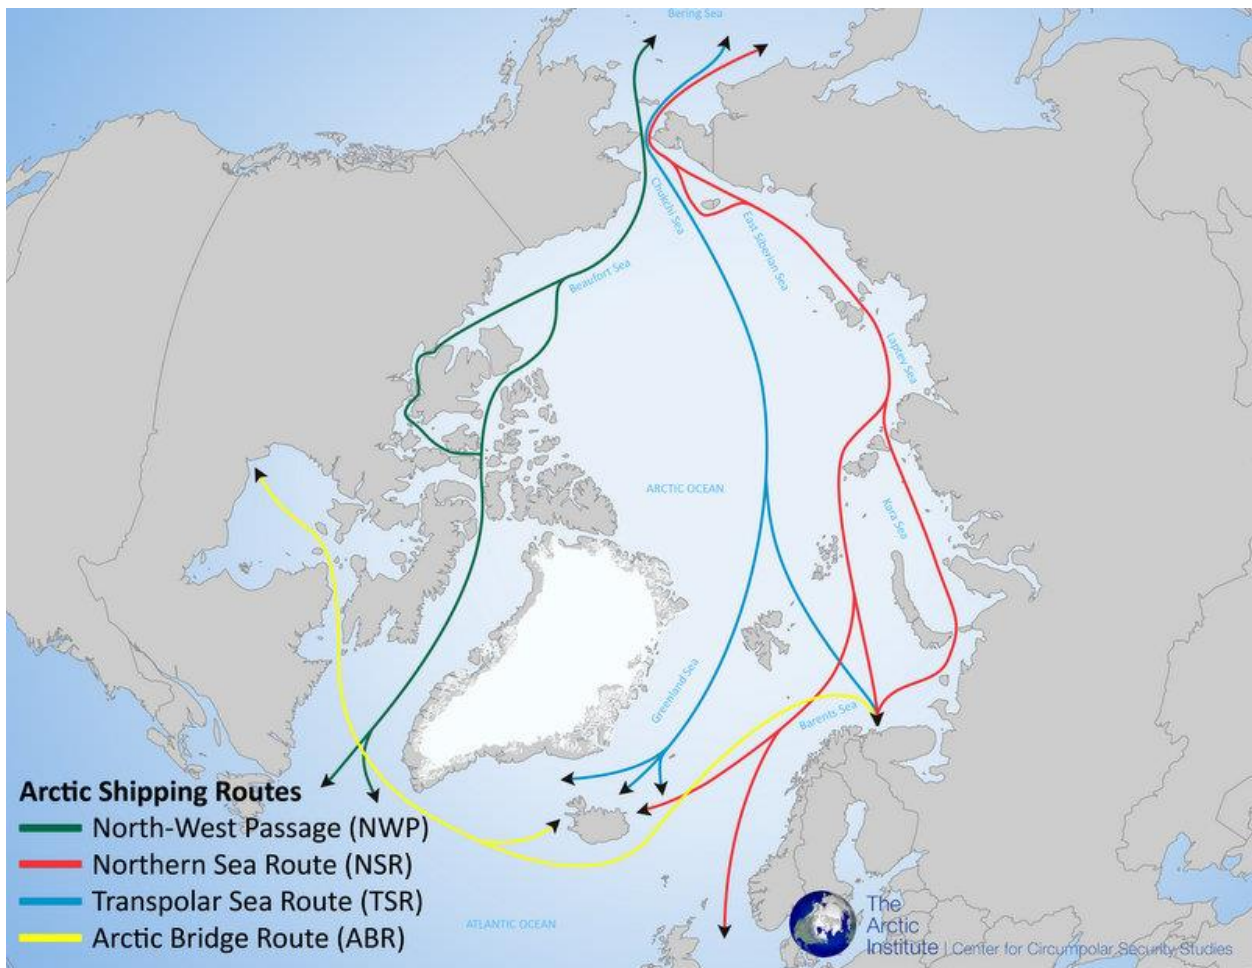 Bering Sea
Chukchi Sea
East Siberian Sea
Beaufort Sea
Laptev Sea
ARCTIC OCEAN
Kara Sea
Greenland Sea
Barents Sea
Arctic Shipping Routes
North-West Passage (NWP)
Northern Sea Route (NSR)
Transpolar Sea Route (TSR)
Arctic Bridge Route (ABR)
ATLANTIC OCEAN
The
Arctic
Institute | Center for Circumpolar Security Studies